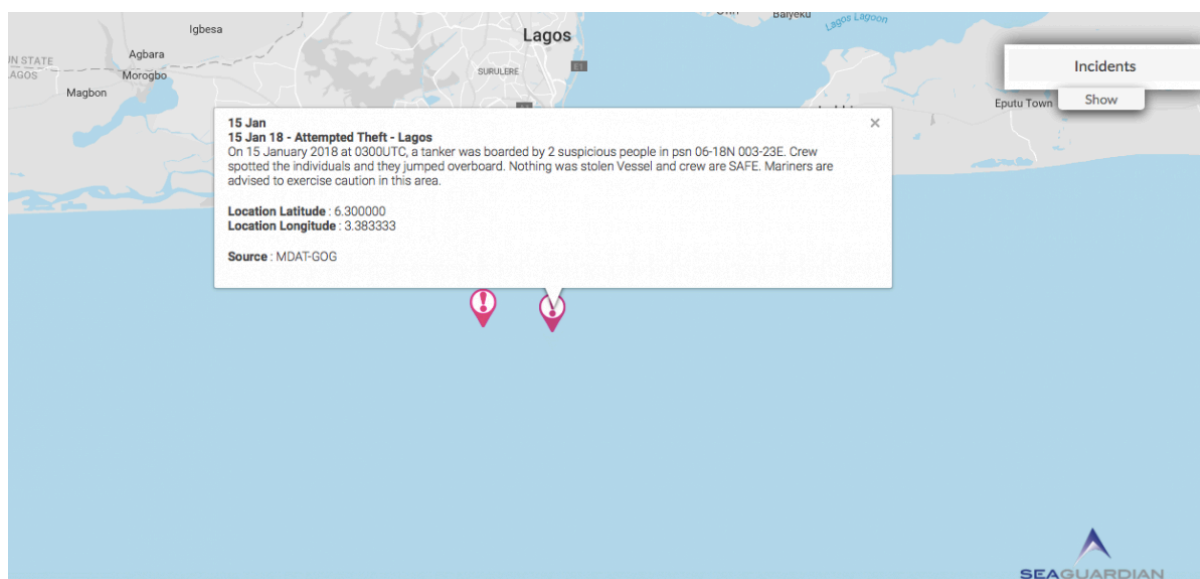 Igbesa
Lagos
Agbara
Morogbo
Magbon
N STATE
LAGOS
SURULERE
E1
Baiyeku
Lagos Lagoon
Eputu Town
Incidents
Show
15 Jan
15 Jan 18 - Attempted Theft - Lagos
On 15 January 2018 at 0300UTC, a tanker was boarded by 2 suspicious people in psn 06-18N 003-23E. Crew
spotted the individuals and they jumped overboard. Nothing was stolen Vessel and crew are SAFE. Mariners are
advised to exercise caution in this area.
Location Latitude : 6.300000
Location Longitude : 3.383333
Source : MDAT-GOG
SEAGUARDIAN